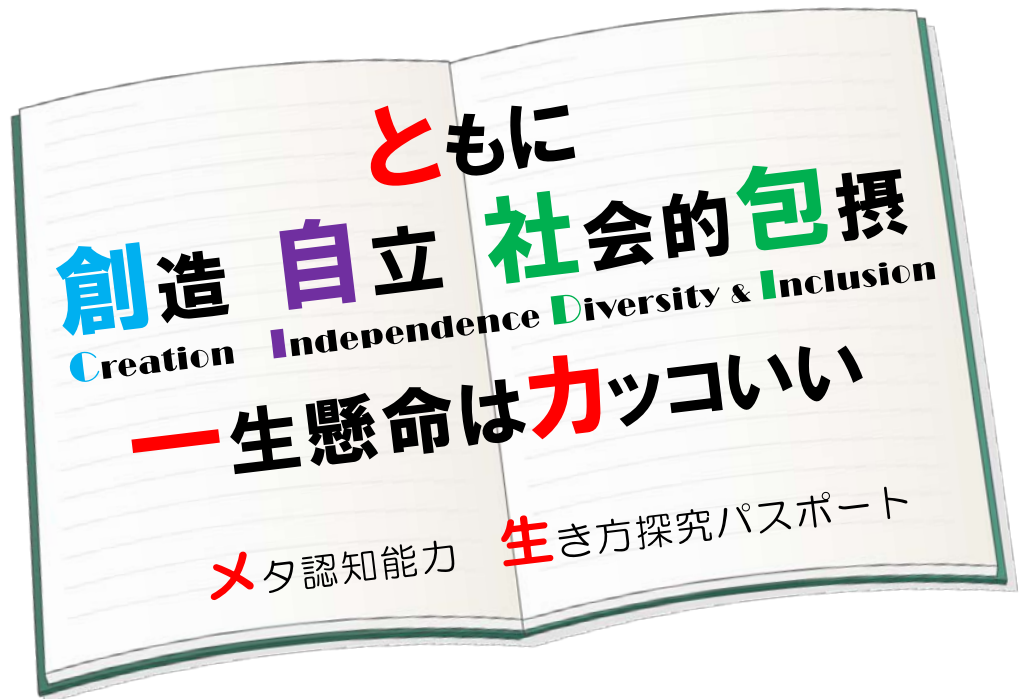 ともに
創造 自立 社会的包摂
Creation Independence Diversity & Inclusion
一生懸命はカッコいい
メタ認知能力 生き方探究パスポート